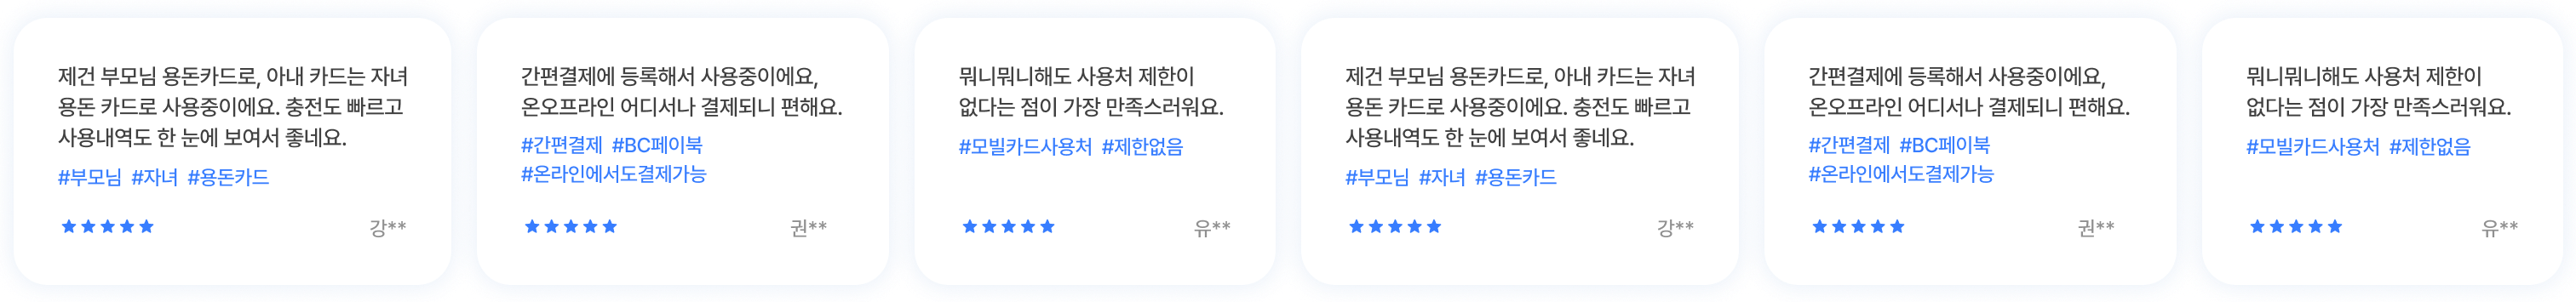 제건 부모님 용돈카드로, 아내 카드는 자녀
용돈 카드로 사용중이에요. 충전도 빠르고
사용내역도 한 눈에 보여서 좋네요.
#부모님 #자녀 #용돈카드
강**
간편결제에 등록해서 사용중이에요,
온오프라인 어디서나 결제되니 편해요.
#간편결제 #BC페이북
#온라인에서도결제가능
권**
뭐니뭐니해도 사용처 제한이
없다는 점이 가장 만족스러워요.
#모빌카드사용처 #제한없음
유**
제건 부모님 용돈카드로, 아내 카드는 자녀
용돈 카드로 사용중이에요. 충전도 빠르고
사용내역도 한 눈에 보여서 좋네요.
#부모님 #자녀 #용돈카드
강**
간편결제에 등록해서 사용중이에요,
온오프라인 어디서나 결제되니 편해요.
#간편결제 #BC페이북
#온라인에서도결제가능
권**
뭐니뭐니해도 사용처 제한이
없다는 점이 가장 만족스러워요.
#모빌카드사용처 #제한없음
유**